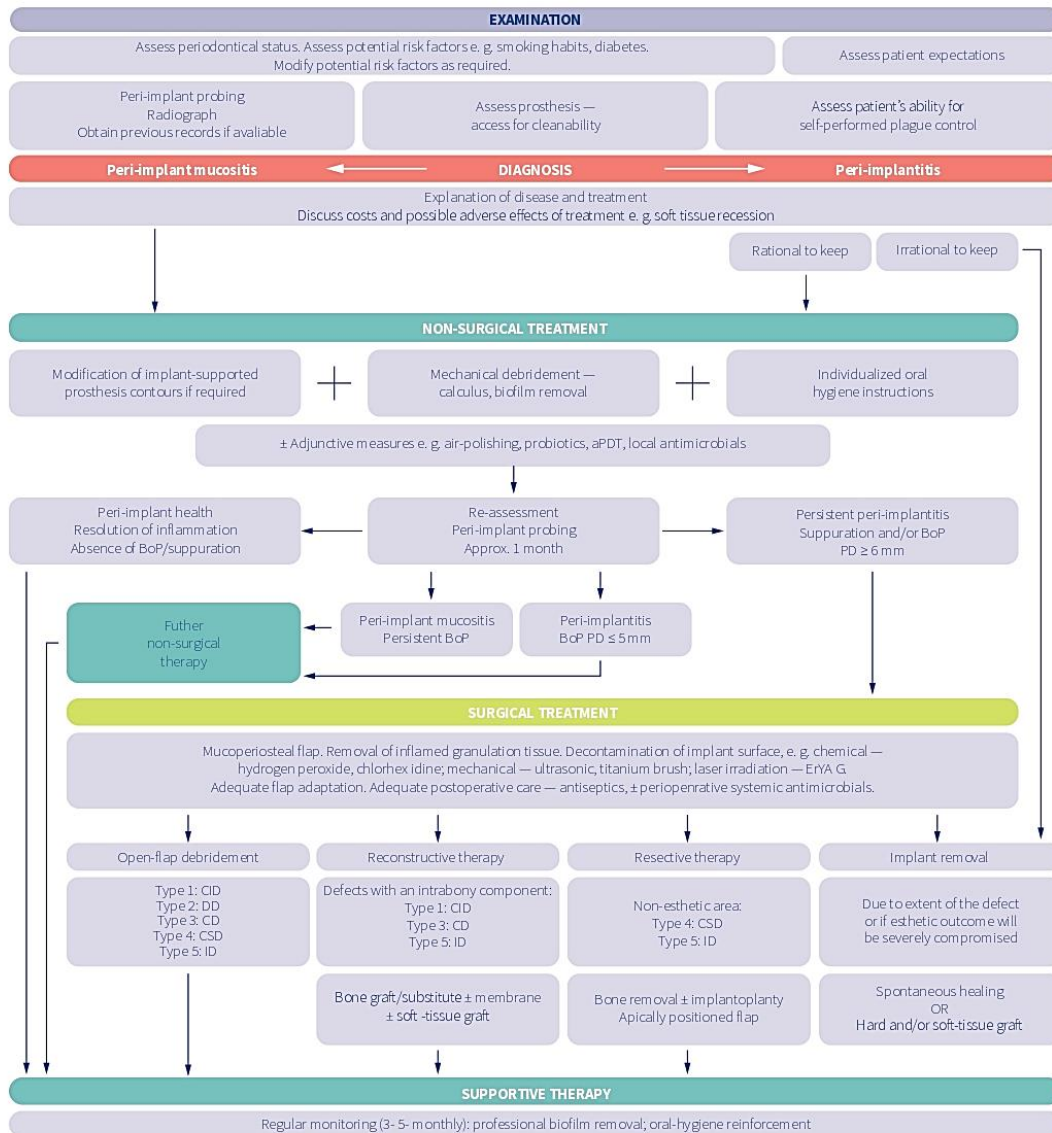 EXAMINATION
Assess periodontical status. Assess potential risk factors e. g. smoking habits, diabetes.
Modify potential risk factors as required.
Assess patient expectations
Peri-implant probing
Radiograph
Obtain previous records if avaliable
Assess prosthesis —
access for cleanability
Assess patient's ability for
self-performed plague control
Peri-implant mucositis
DIAGNOSIS
Peri-implantitis
Explanation of disease and treatment
Discuss costs and possible adverse effects of treatment e. g. soft tissue recession
Rational to keep
Irrational to keep
NON-SURGICAL TREATMENT
Modification of implant-supported
prosthesis contours if required
+
Mechanical debridement —
calculus, biofilm removal
+
Individualized oral
hygiene instructions
± Adjunctive measures e. g. air-polishing, probiotics, aPDT, local antimicrobials
Peri-implant health
Resolution of inflammation
Absence of BoP/suppuration
Re-assessment
Peri-implant probing
Approx. 1 month
Persistent peri-implantitis
Suppuration and/or BoP
PD ≥ 6 mm
Futher
non-surgical
therapy
Peri-implant mucositis
Persistent BoP
Peri-implantitis
BoP PD ≤ 5 mm
SURGICAL TREATMENT
Mucoperiosteal flap. Removal of inflamed granulation tissue. Decontamination of implant surface, e. g. chemical —
hydrogen peroxide, chlorhex idine; mechanical — ultrasonic, titanium brush; laser irradiation — ErYA G.
Adequate flap adaptation. Adequate postoperative care — antiseptics, ± periopenrative systemic antimicrobials.
Open-flap debridement
Type 1: CID
Type 2: DD
Type 3: CD
Type 4: CSD
Type 5: ID
Reconstructive therapy
Defects with an intrabony component:
Type 1: CID
Type 3: CD
Type 5: ID
Bone graft/substitute ± membrane
± soft -tissue graft
Resective therapy
Non-esthetic area:
Type 4: CSD
Type 5: ID
Bone removal ± implantoplanty
Apically positioned flap
Implant removal
Due to extent of the defect
or if esthetic outcome will
be severely compromised
Spontaneous healing
OR
Hard and/or soft-tissue graft
SUPPORTIVE THERAPY
Regular monitoring (3- 5- monthly): professional biofilm removal; oral-hygiene reinforcement